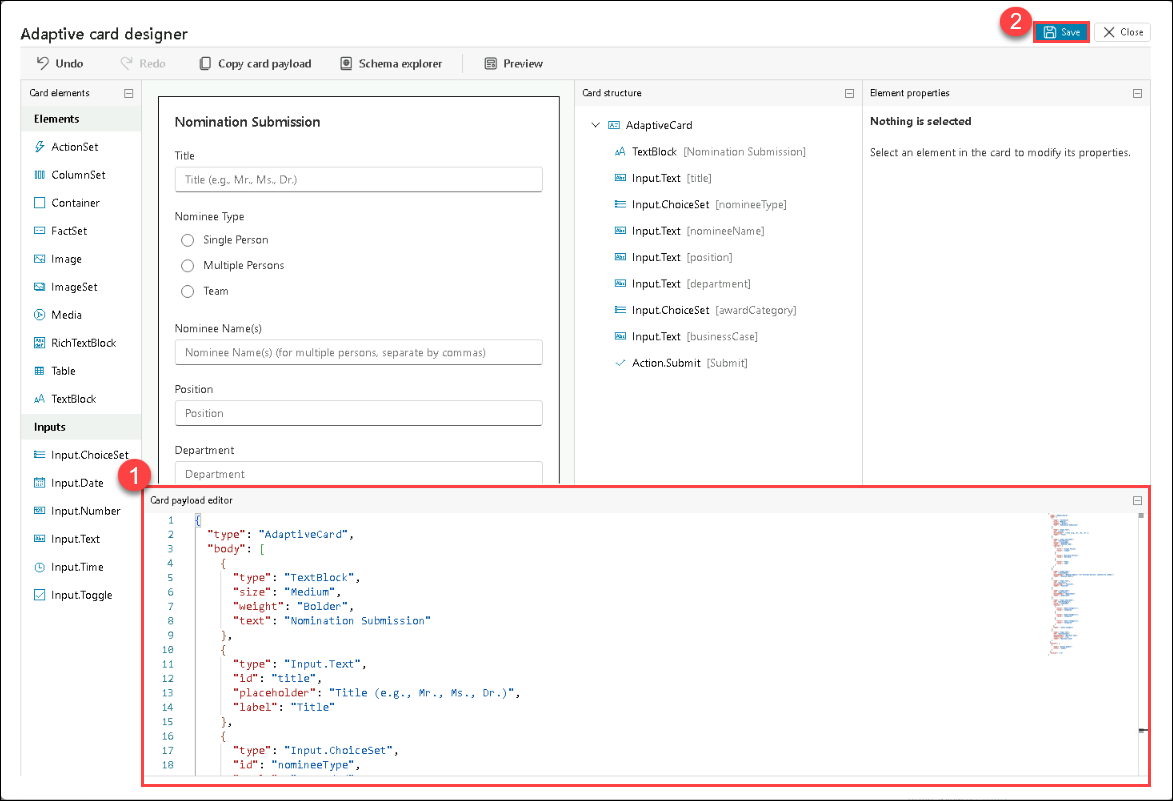 2
Adaptive card designer
Save
Close
Undo
Redo
Copy card payload
Schema explorer
Preview
Card elements
Elements
ActionSet
ColumnSet
Container
FactSet
Image
ImageSet
Media
RichTextBlock
Table
TextBlock
Inputs
Input.ChoiceSet
Input.Date
Input.Number
Input.Text
Input.Time
Input.Toggle
Nomination Submission
Title
Title (e.g., Mr., Ms., Dr.)
Nominee Type
Single Person
Multiple Persons
Team
Nominee Name(s)
Nominee Name(s) (for multiple persons, separate by commas)
Position
Position
Department
Department
Card structure
AdaptiveCard
TextBlock [Nomination Submission]
Input.Text [title]
Input.ChoiceSet [nomineeType]
Input.Text [nomineeName]
Input.Text [position]
Input.Text [department]
Input.ChoiceSet [awardCategory]
Input.Text [businessCase]
Action.Submit [Submit]
Element properties
Nothing is selected
Select an element in the card to modify its properties.
1
Card payload editor
1 {
2 "type": "AdaptiveCard",
3 "body": [
4 {
5 "type": "TextBlock",
6 "size": "Medium",
7 "weight": "Bolder",
8 "text": "Nomination Submission"
9 },
10 {
11 "type": "Input.Text",
12 "id": "title",
13 "placeholder": "Title (e.g., Mr., Ms., Dr.)",
14 "label": "Title"
15 },
16 {
17 "type": "Input.ChoiceSet",
18 "id": "nomineeType",